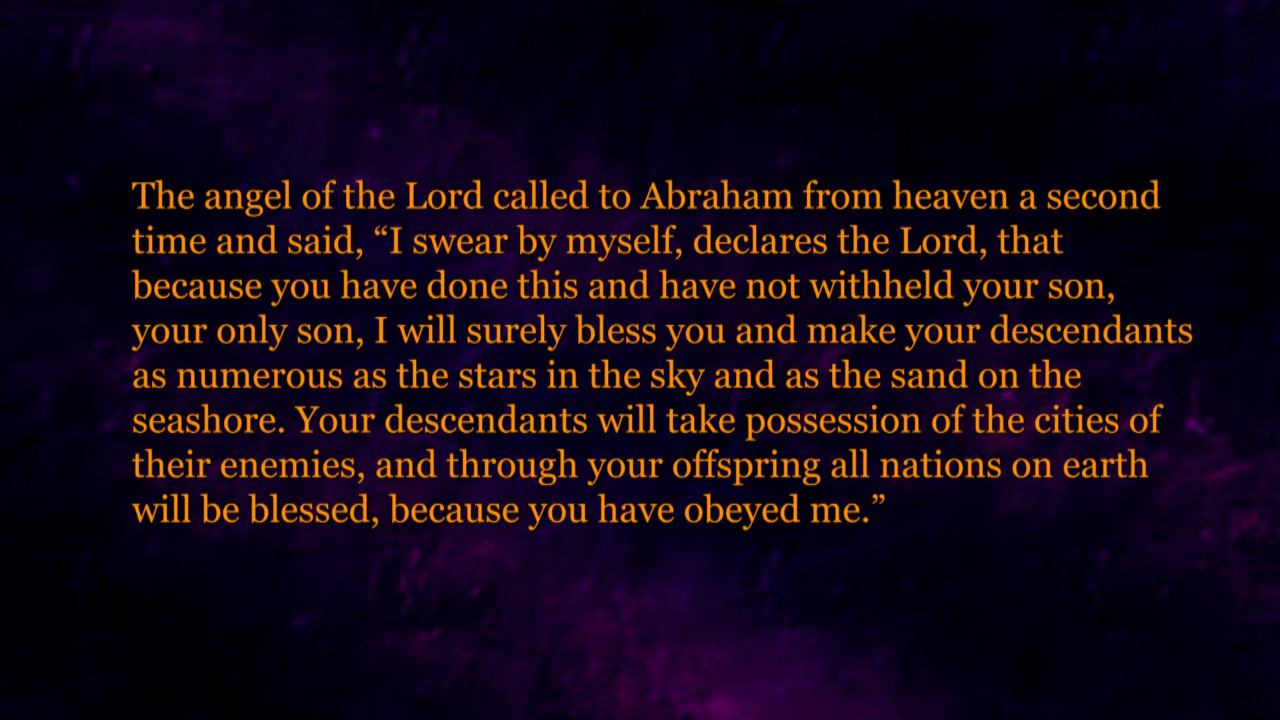 The angel of the Lord called to Abraham from heaven a second
time and said, “I swear by myself, declares the Lord, that
because you have done this and have not withheld your son,
your only son, I will surely bless you and make your descendants
as numerous as the stars in the sky and as the sand on the
seashore. Your descendants will take possession of the cities of
their enemies, and through your offspring all nations on earth
will be blessed, because you have obeyed me.”